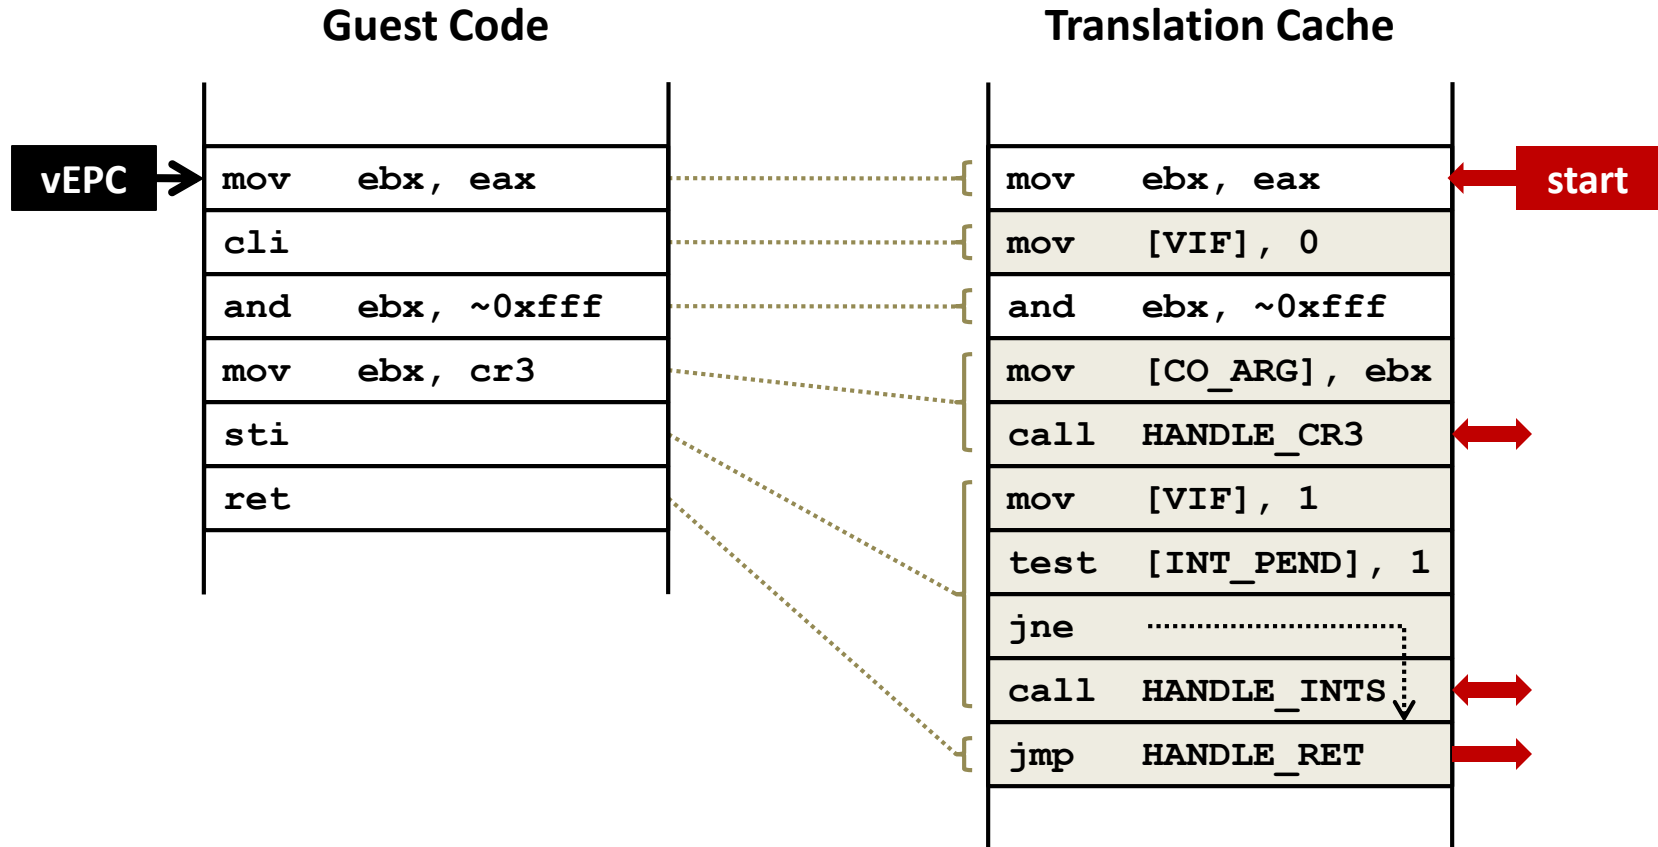 Guest Code
Translation Cache
vEPC
mov ebx, eax
cli
and ebx, ~0xfff
mov ebx, cr3
sti
ret
mov ebx, eax
mov [VIF], 0
and ebx, ~0xfff
mov [CO_ARG], ebx
call HANDLE_CR3
mov [VIF], 1
test [INT_PEND], 1
jne
call HANDLE_INTS
jmp HANDLE_RET
start